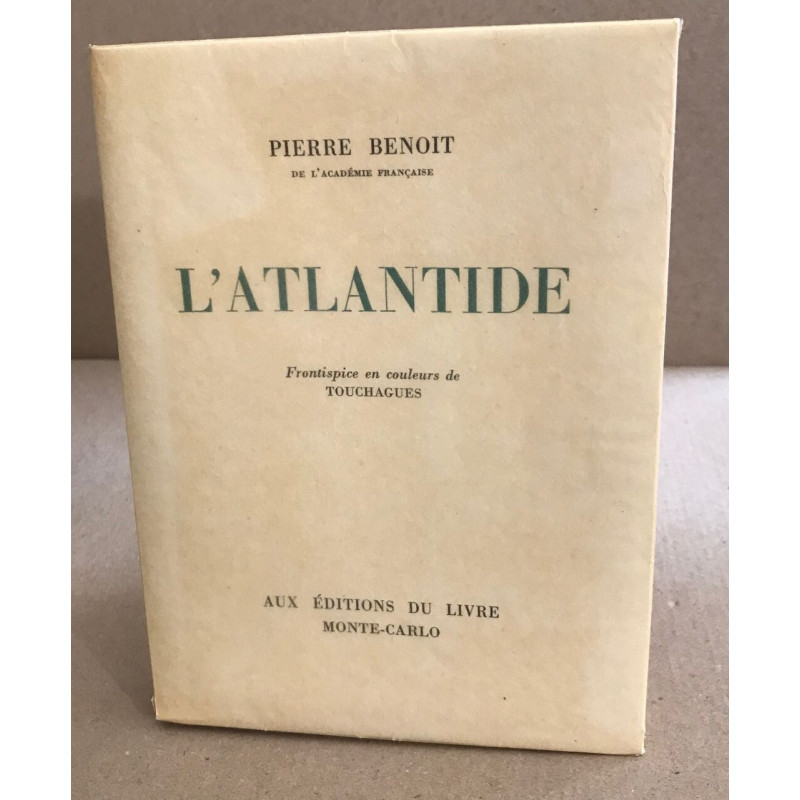 PIERRE BENOIT
DE L'ACADÉMIE FRANÇAISE
L'ATLANTIDE
Frontispice en couleurs de
TOUCHAGUES
AUX ÉDITIONS DU LIVRE
MONTE-CARLO